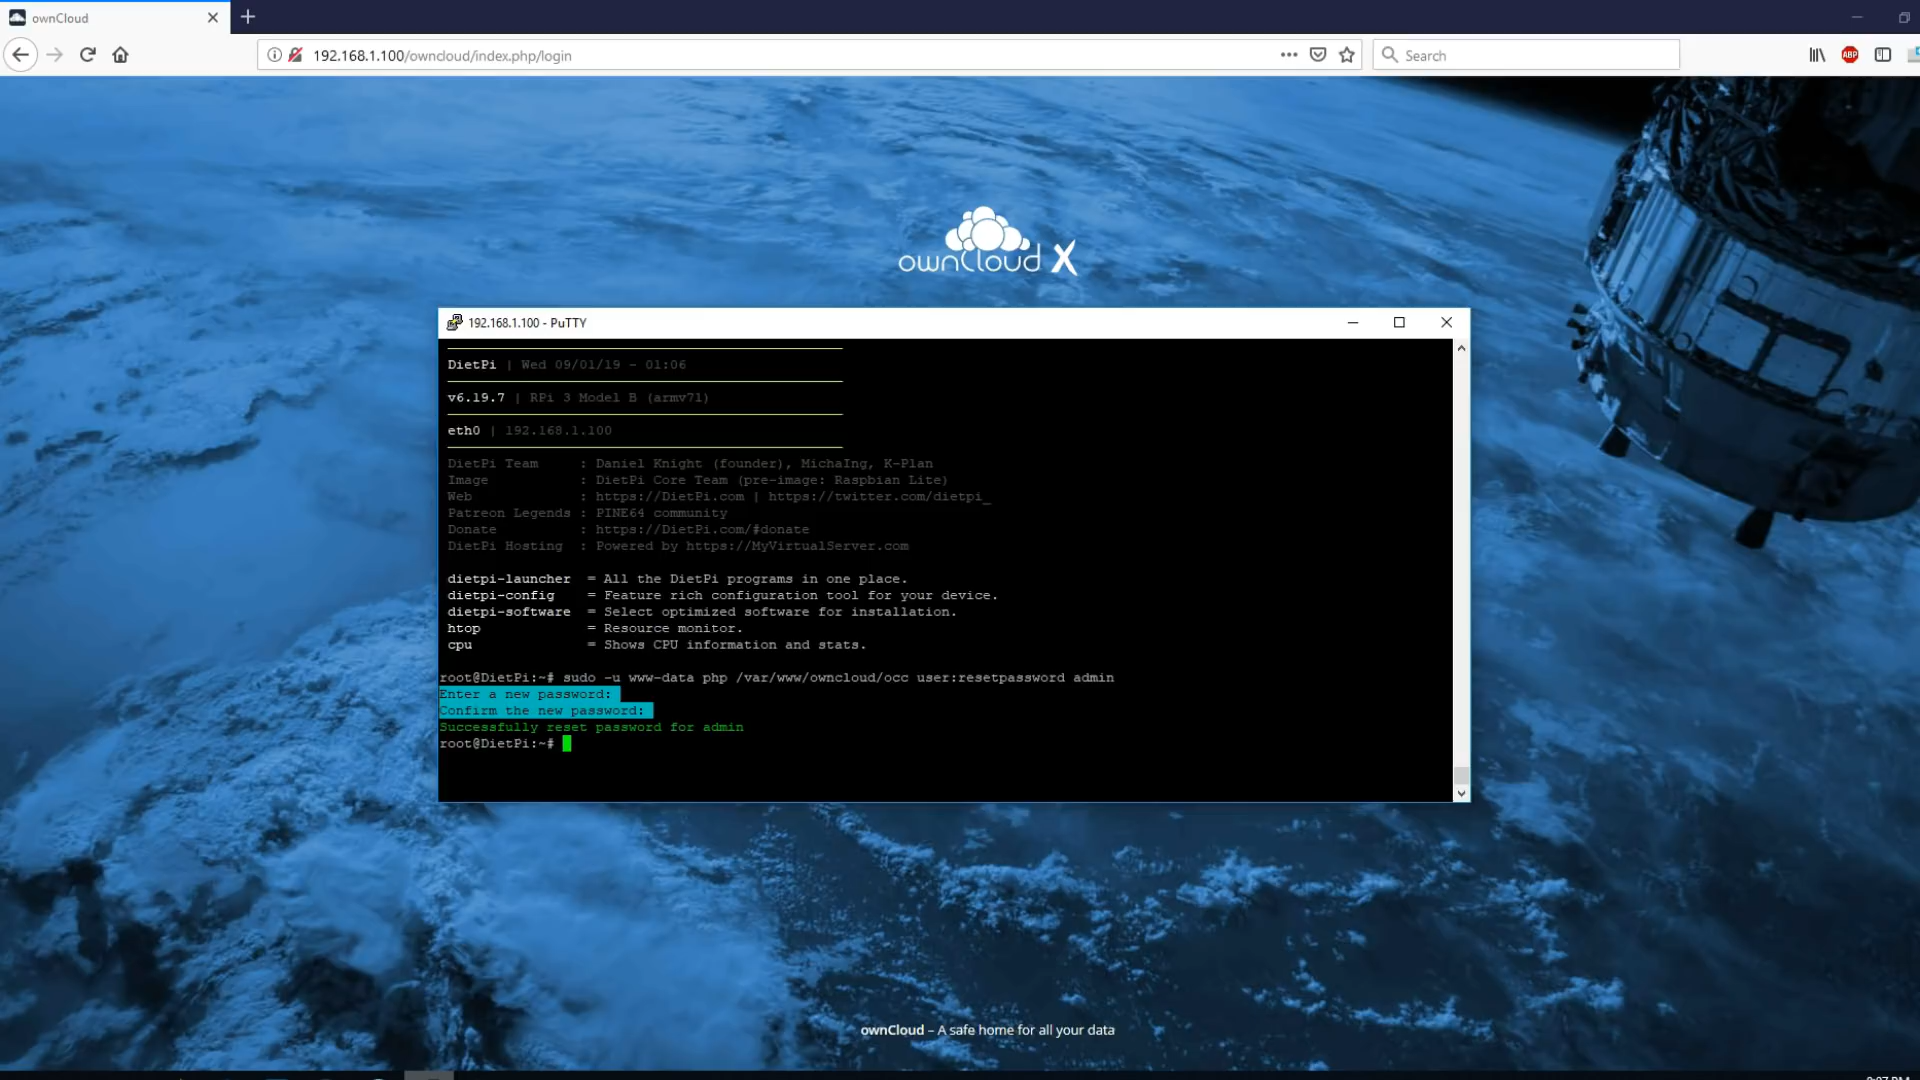 ownCloud
192.168.1.100/owncloud/index.php/login
Search
ABP
ownCloud X
192.168.1.100 - PuTTY
DietPi | Wed 09/01/19 - 01:06
v6.19.7 | RPi 3 Model B (armv7l)
eth0 | 192.168.1.100
DietPi Team : Daniel Knight (founder), MichaIng, K-Plan
Image : DietPi Core Team (pre-image: Raspbian Lite)
Web : https://DietPi.com | https://twitter.com/dietpi_
Patreon Legends : PINE64 community
Donate : https://DietPi.com/#donate
DietPi Hosting : Powered by https://MyVirtualServer.com
dietpi-launcher = All the DietPi programs in one place.
dietpi-config = Feature rich configuration tool for your device.
dietpi-software = Select optimized software for installation.
htop = Resource monitor.
cpu = Shows CPU information and stats.
root@DietPi:~# sudo -u www-data php /var/www/owncloud/occ user:resetpassword admin
Enter a new password:
Confirm the new password:
Successfully reset password for admin
root@DietPi:~#
ownCloud – A safe home for all your data